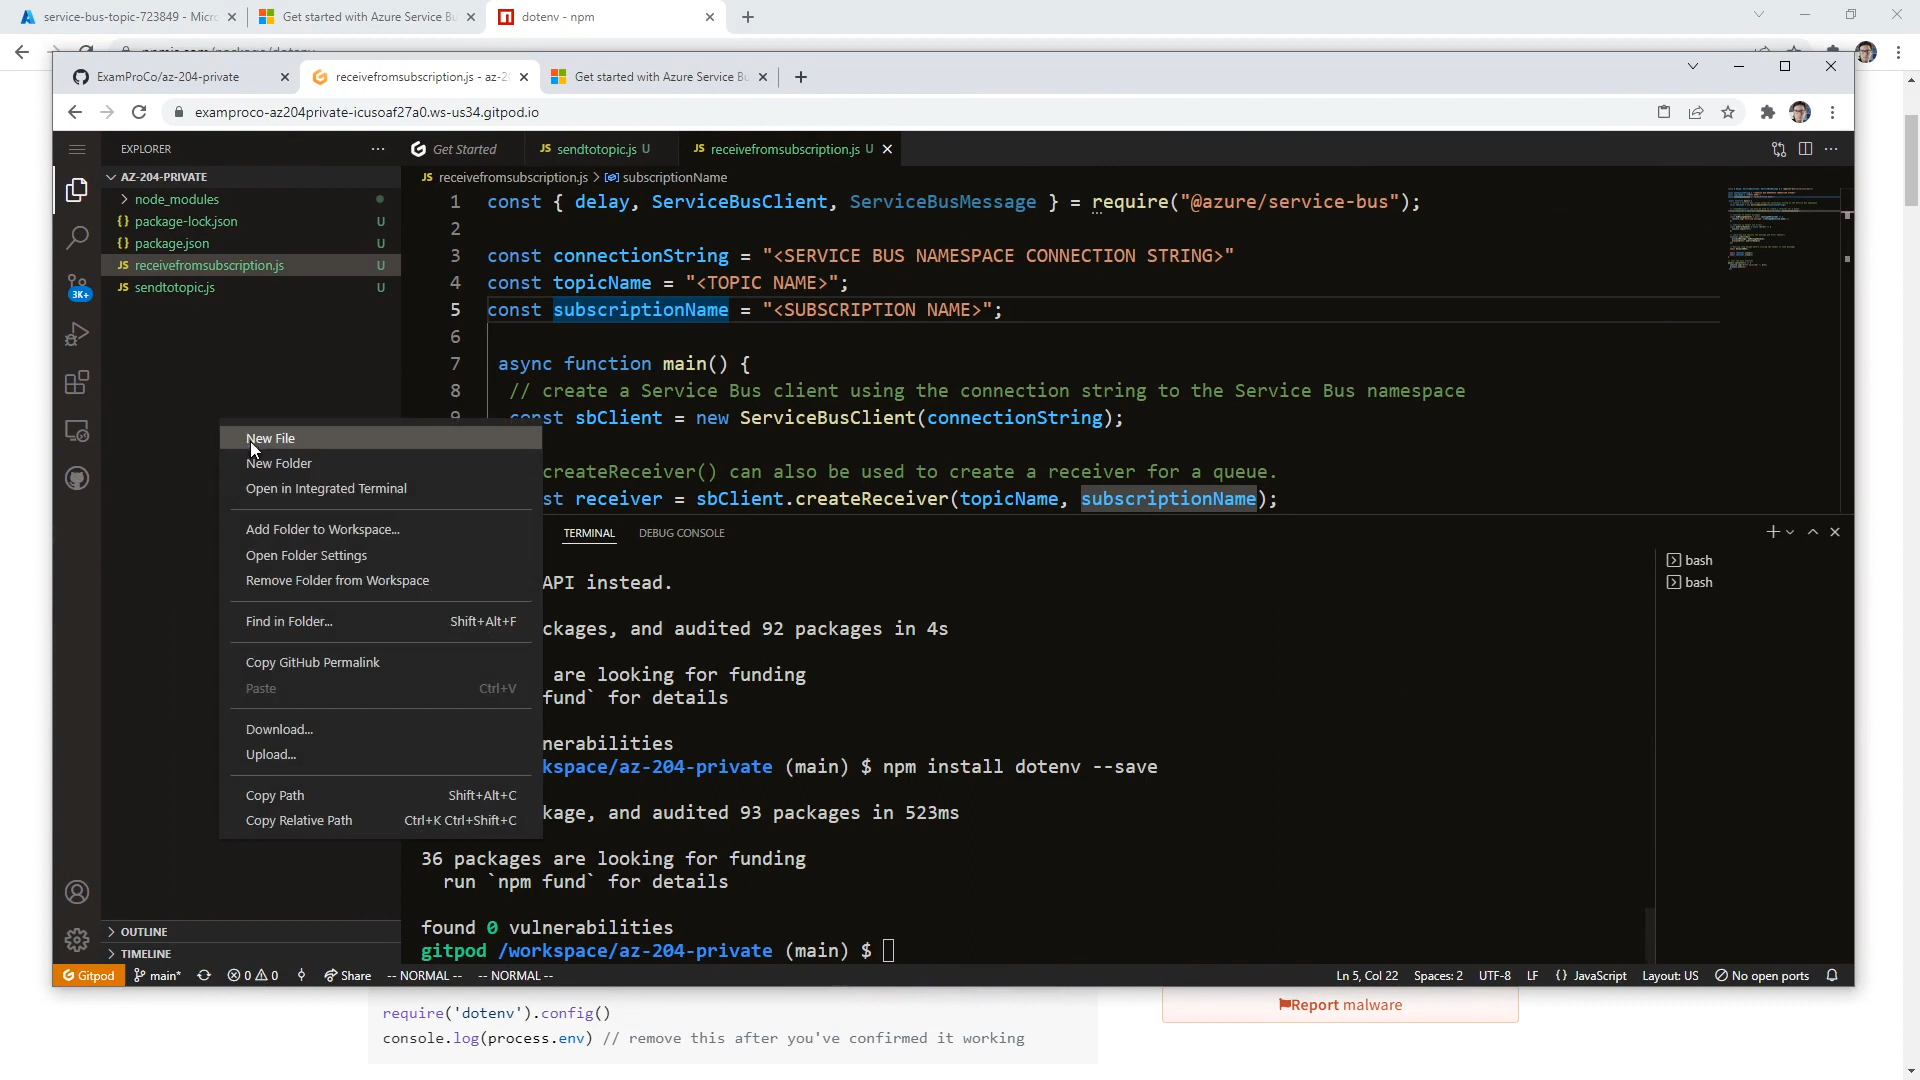 service-bus-topic-723849 - Micr
Get started with Azure Service Bu
dotenv - npm
ExamProCo/az-204-private
receivefromsubscription.js - az-2
Get started with Azure Service Bu
examproco-az204private-icusoaf27a0.ws-us34.gitpod.io
EXPLORER
Get Started
JS sendtotopic.js U
JS receivefromsubscription.js U
AZ-204-PRIVATE
JS receivefromsubscription.js > subscriptionName
node_modules
{} package-lock.json U
{} package.json U
JS receivefromsubscription.js U
JS sendtotopic.js U
3K+
1 const { delay, ServiceBusClient, ServiceBusMessage } = require("@azure/service-bus");
2
3 const connectionString = "<SERVICE BUS NAMESPACE CONNECTION STRING>"
4 const topicName = "<TOPIC NAME>";
5 const subscriptionName = "<SUBSCRIPTION NAME>";
6
7 async function main() {
8 // create a Service Bus client using the connection string to the Service Bus namespace
9 const sbClient = new ServiceBusClient(connectionString);
createReceiver() can also be used to create a receiver for a queue.
st receiver = sbClient.createReceiver(topicName, subscriptionName);
New File
New Folder
Open in Integrated Terminal
Add Folder to Workspace...
Open Folder Settings
Remove Folder from Workspace
Find in Folder... Shift+Alt+F
Copy GitHub Permalink
Paste Ctrl+V
Download...
Upload...
Copy Path Shift+Alt+C
Copy Relative Path Ctrl+K Ctrl+Shift+C
TERMINAL
DEBUG CONSOLE
bash
bash
API instead.
ckages, and audited 92 packages in 4s
are looking for funding
fund` for details
nerabilities
kspace/az-204-private (main) $ npm install dotenv --save
kage, and audited 93 packages in 523ms
36 packages are looking for funding
run `npm fund` for details
found 0 vulnerabilities
gitpod /workspace/az-204-private (main) $
OUTLINE
TIMELINE
Gitpod main* 0 0 Share -- NORMAL -- -- NORMAL -- Ln 5, Col 22 Spaces: 2 UTF-8 LF {} JavaScript Layout: US No open ports
require('dotenv').config()
console.log(process.env) // remove this after you've confirmed it working
Report malware